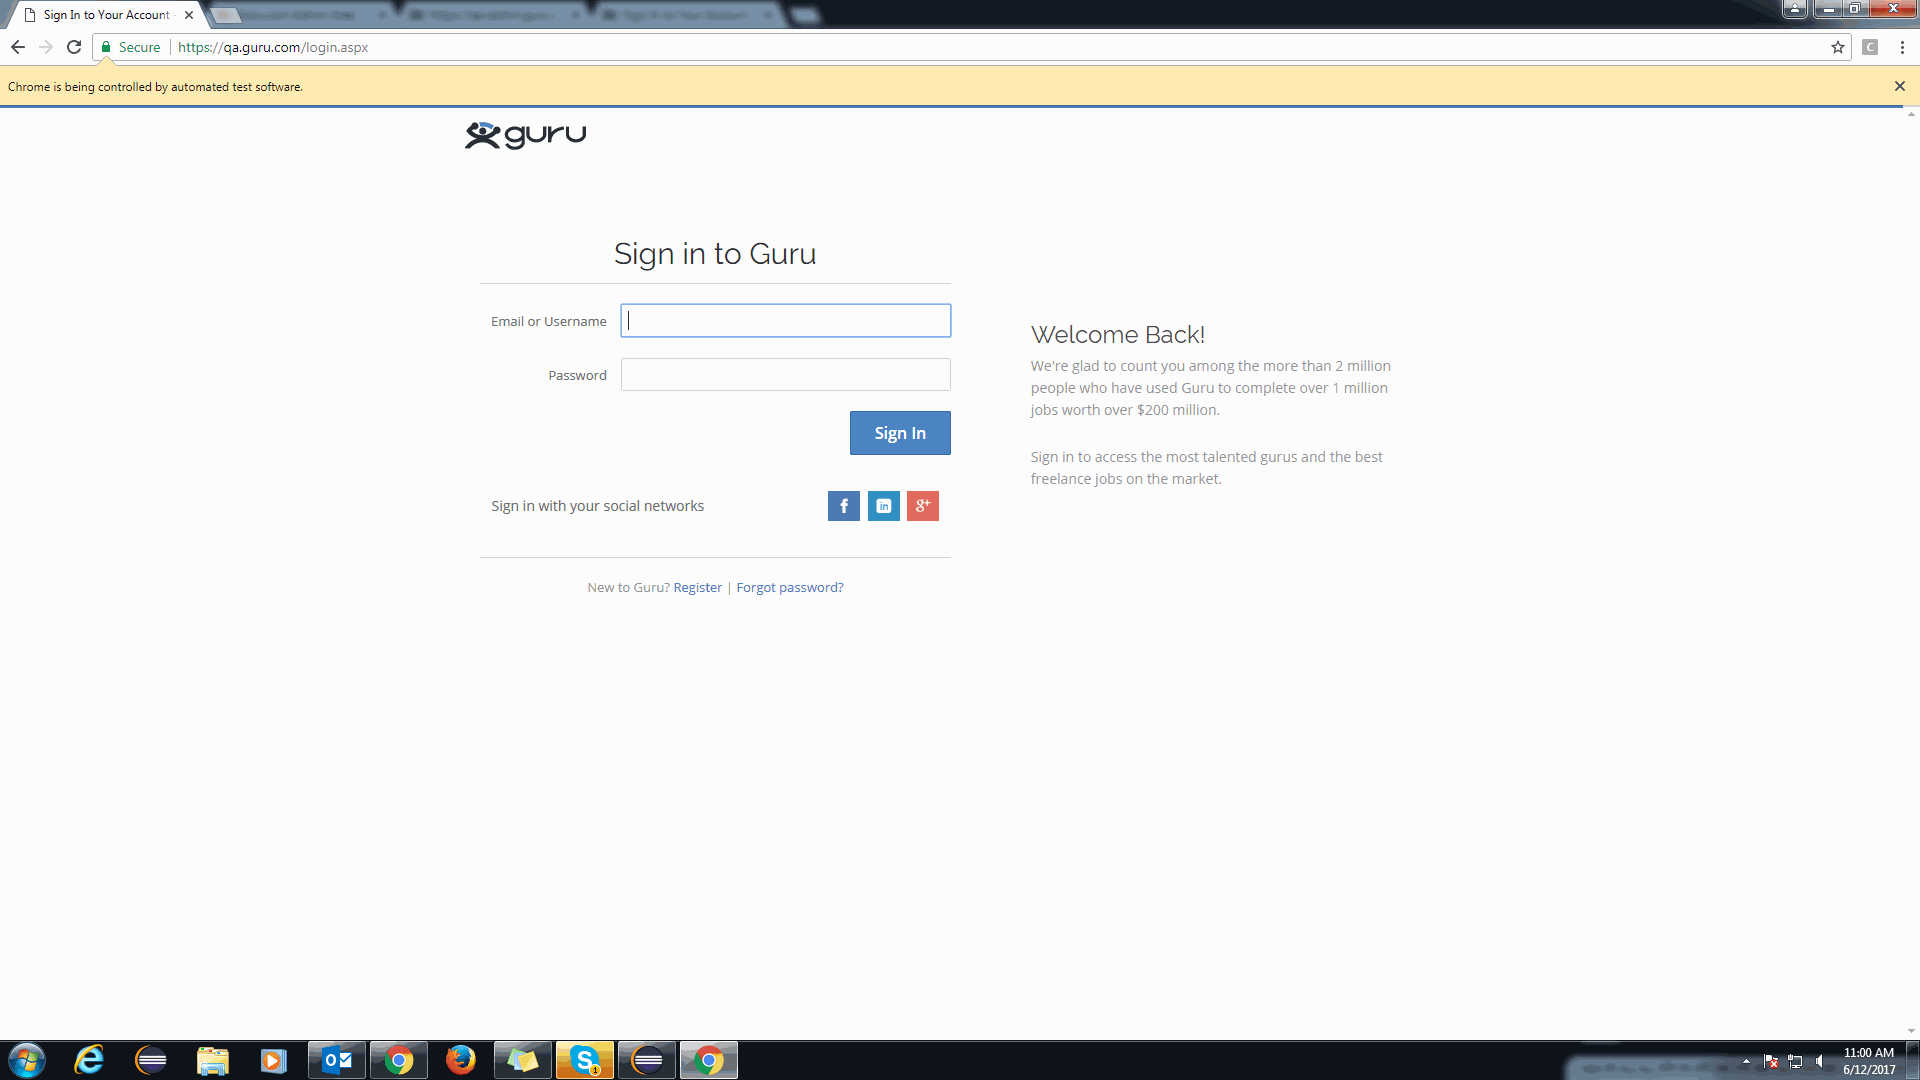 Sign In to Your Account
Secure
https://qa.guru.com/login.aspx
C
Chrome is being controlled by automated test software.
guru
Sign in to Guru
Email or Username
Password
Sign In
Sign in with your social networks
f
in
8+
New to Guru? Register | Forgot password?
Welcome Back!
We're glad to count you among the more than 2 million
people who have used Guru to complete over 1 million
jobs worth over $200 million.
Sign in to access the most talented gurus and the best
freelance jobs on the market.
1
11:00 AM
6/12/2017